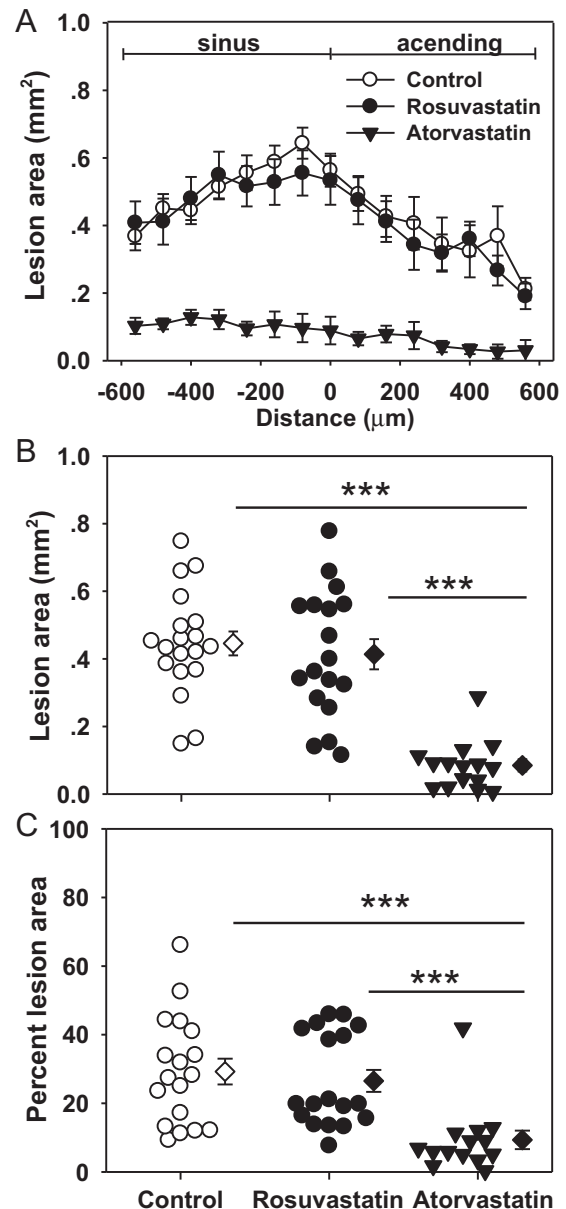 A
sinus acending
Control
Rosuvastatin
Atorvastatin
Lesion area (mm²)
1.0
.8
.6
.4
.2
0.0
-600 -400 -200 0 200 400 600
Distance (μm)
B
Lesion area (mm²)
1.0
.8
.6
.4
.2
0.0
***
***
C
Percent lesion area
100
80
60
40
20
0
***
***
Control Rosuvastatin Atorvastatin